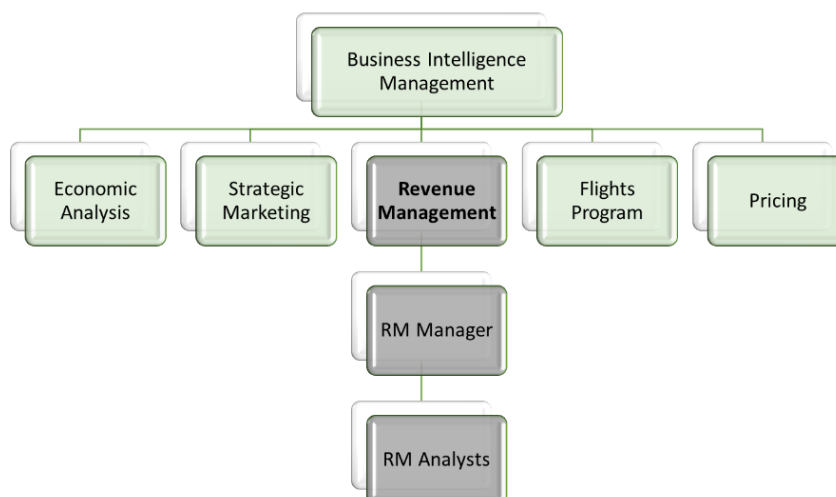 Business Intelligence
Management
Economic
Analysis
Strategic
Marketing
Revenue
Management
Flights
Program
Pricing
RM Manager
RM Analysts